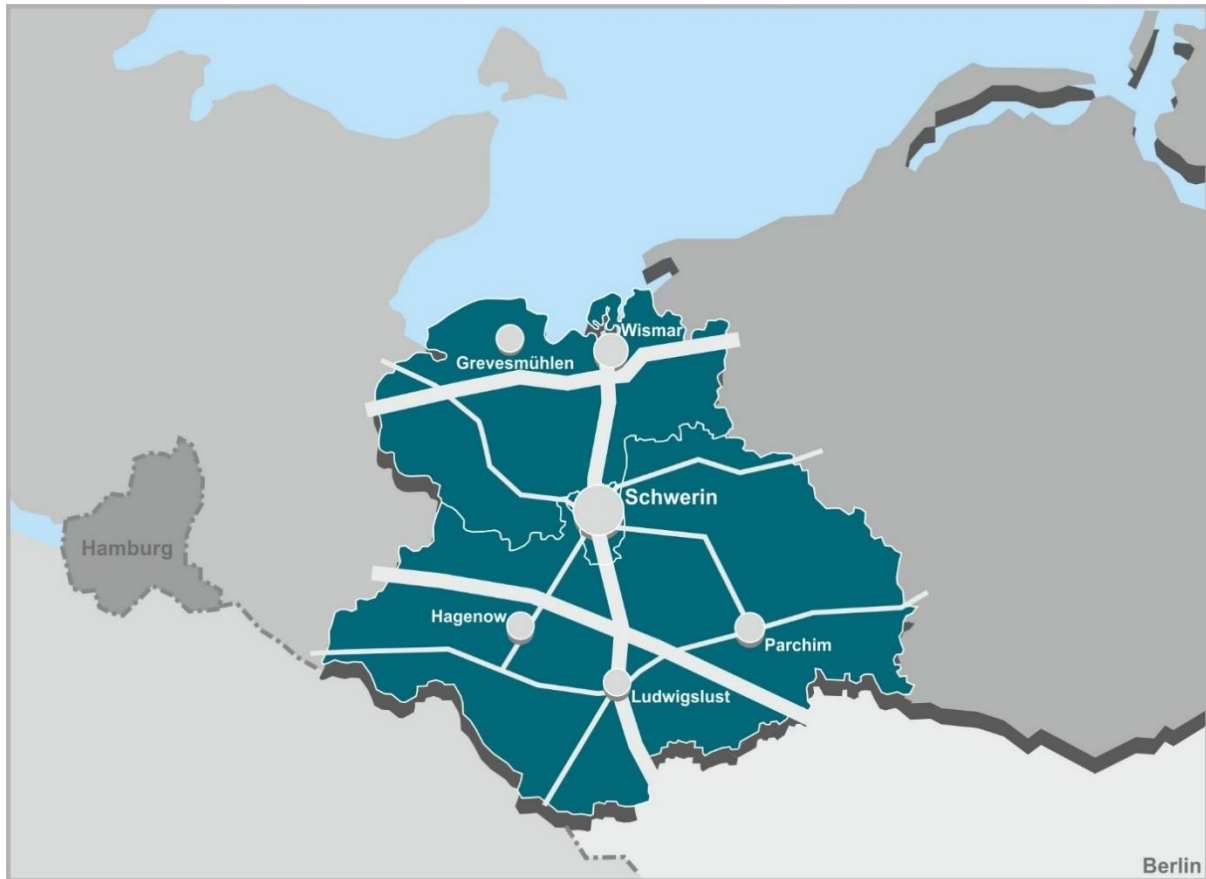 Wismar
Grevesmühlen
Schwerin
Hamburg
Hagenow
Parchim
Ludwigslust
Berlin